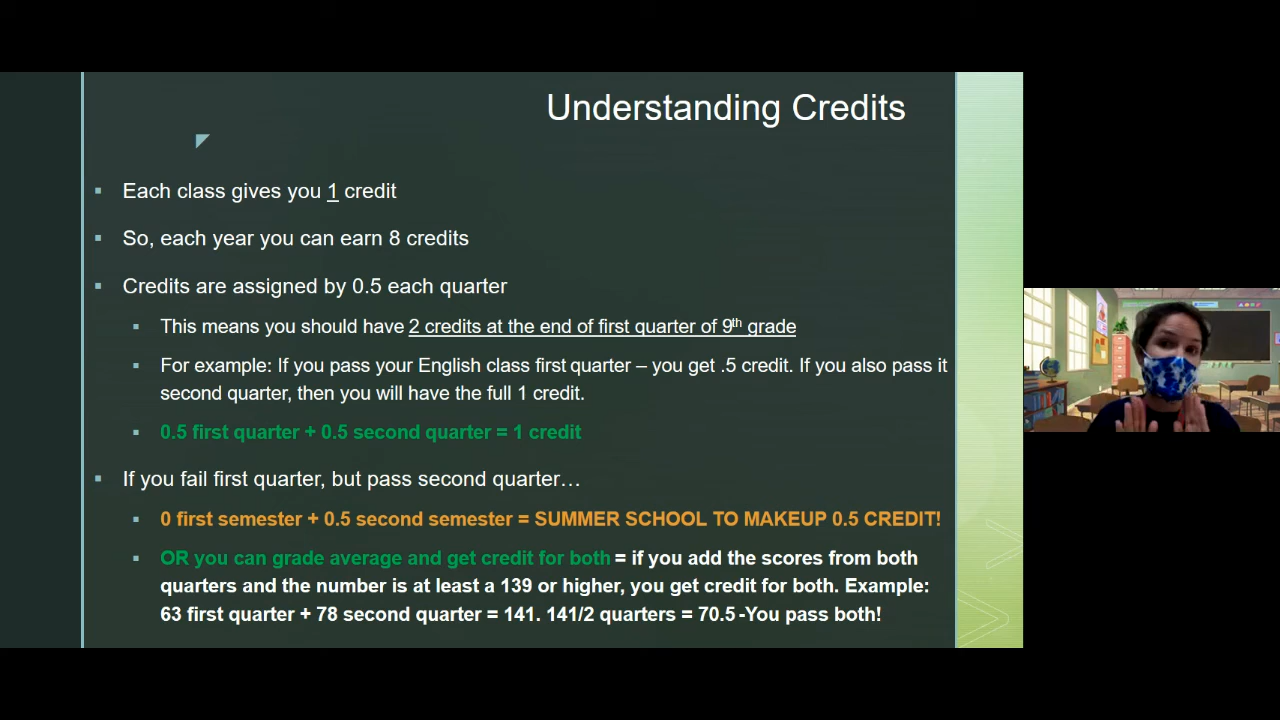 Understanding Credits
Each class gives you 1 credit
So, each year you can earn 8 credits
Credits are assigned by 0.5 each quarter
This means you should have 2 credits at the end of first quarter of 9th grade
For example: If you pass your English class first quarter – you get .5 credit. If you also pass it
second quarter, then you will have the full 1 credit.
0.5 first quarter + 0.5 second quarter = 1 credit
If you fail first quarter, but pass second quarter…
0 first semester + 0.5 second semester = SUMMER SCHOOL TO MAKEUP 0.5 CREDIT!
OR you can grade average and get credit for both = if you add the scores from both
quarters and the number is at least a 139 or higher, you get credit for both. Example:
63 first quarter + 78 second quarter = 141. 141/2 quarters = 70.5 -You pass both!